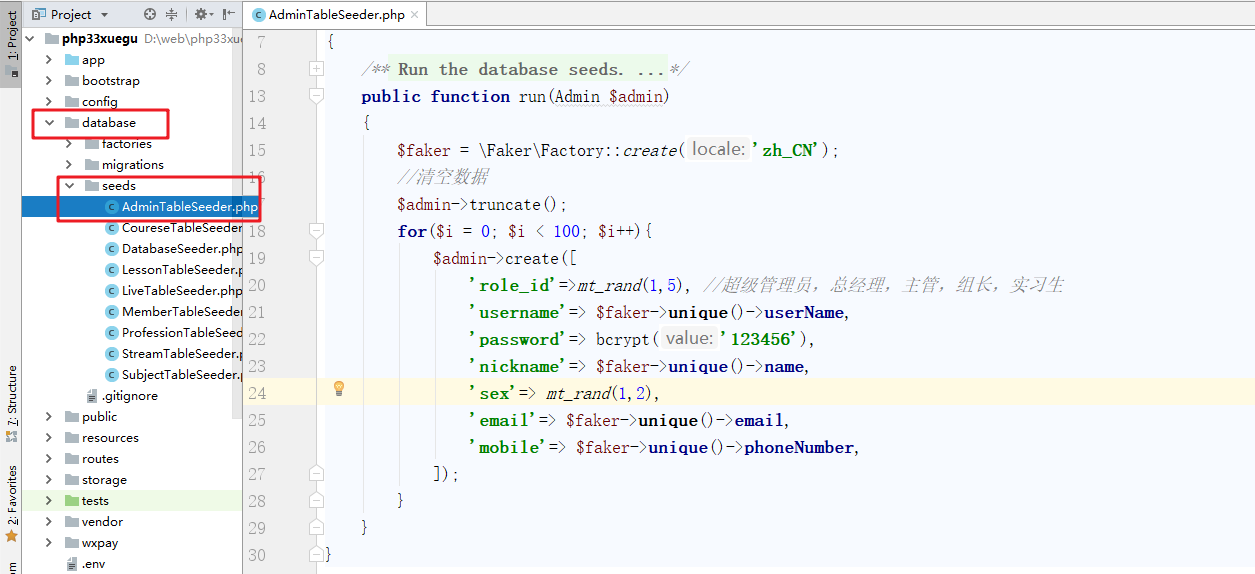 Project
AdminTableSeeder.php
1: Project
7: Structure
2: Favorites
php33xuegu D:\web\php33xue
app
bootstrap
config
database
factories
migrations
seeds
AdminTableSeeder.php
CoureseTableSeeder
DatabaseSeeder.php
LessonTableSeeder.p
LiveTableSeeder.php
MemberTableSeeder
ProfessionTableSeed
StreamTableSeeder.p
SubjectTableSeeder.p
.gitignore
public
resources
routes
storage
tests
vendor
wxpay
.env
7 {
8 /** Run the database seeds. ...*/
13 public function run(Admin $admin)
14 {
15 $faker = \Faker\Factory::create( locale: 'zh_CN');
16 //清空数据
$admin->truncate();
18 for($i = 0; $i < 100; $i++){
19 $admin->create([
20 'role_id'=>mt_rand(1,5), //超级管理员，总经理，主管，组长，实习生
21 'username'=> $faker->unique()->userName,
22 'password'=> bcrypt( value: '123456'),
23 'nickname'=> $faker->unique()->name,
24 'sex'=> mt_rand(1,2),
25 'email'=> $faker->unique()->email,
26 'mobile'=> $faker->unique()->phoneNumber,
27 ]);
28 }
29 }
30 }